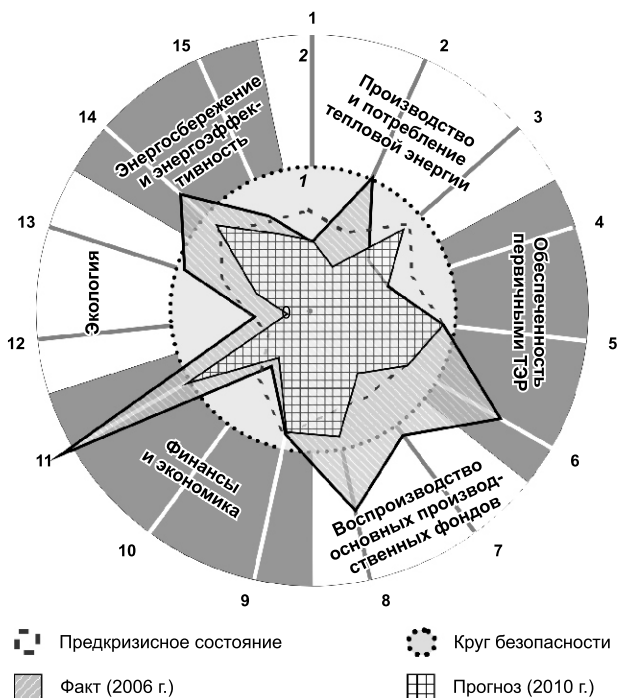 1
2
3
4
5
6
7
8
9
10
11
12
13
14
15
2
1
0
Производство
и потребление
тепловой энергии
Обеспеченность
первичными ТЭР
Воспроизводство
основных производ-
ственных фондов
Финансы
и экономика
Экология
Энергосбережение
и энергоэффек-
тивность
Предкризисное состояние
Круг безопасности
Факт (2006 г.)
Прогноз (2010 г.)